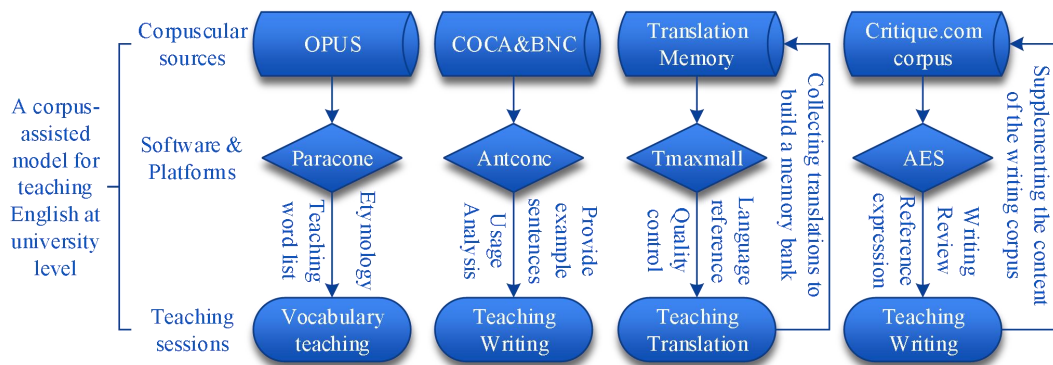 A corpus-
assisted
model for
teaching
English at
university
level
Corpuscular
sources
OPUS
COCA&BNC
Translation
Memory
Critique.com
corpus
Software &
Platforms
Paracone
Antconc
Tmaxmall
AES
Etymology
Teaching
word list
Provide
example
sentences
Usage
Analysis
Language
reference
Quality
control
Collecting translations to
build a memory bank
Writing
Review
Reference
expression
Supplementing the content
of the writing corpus
Teaching
sessions
Vocabulary
teaching
Teaching
Writing
Teaching
Translation
Teaching
Writing